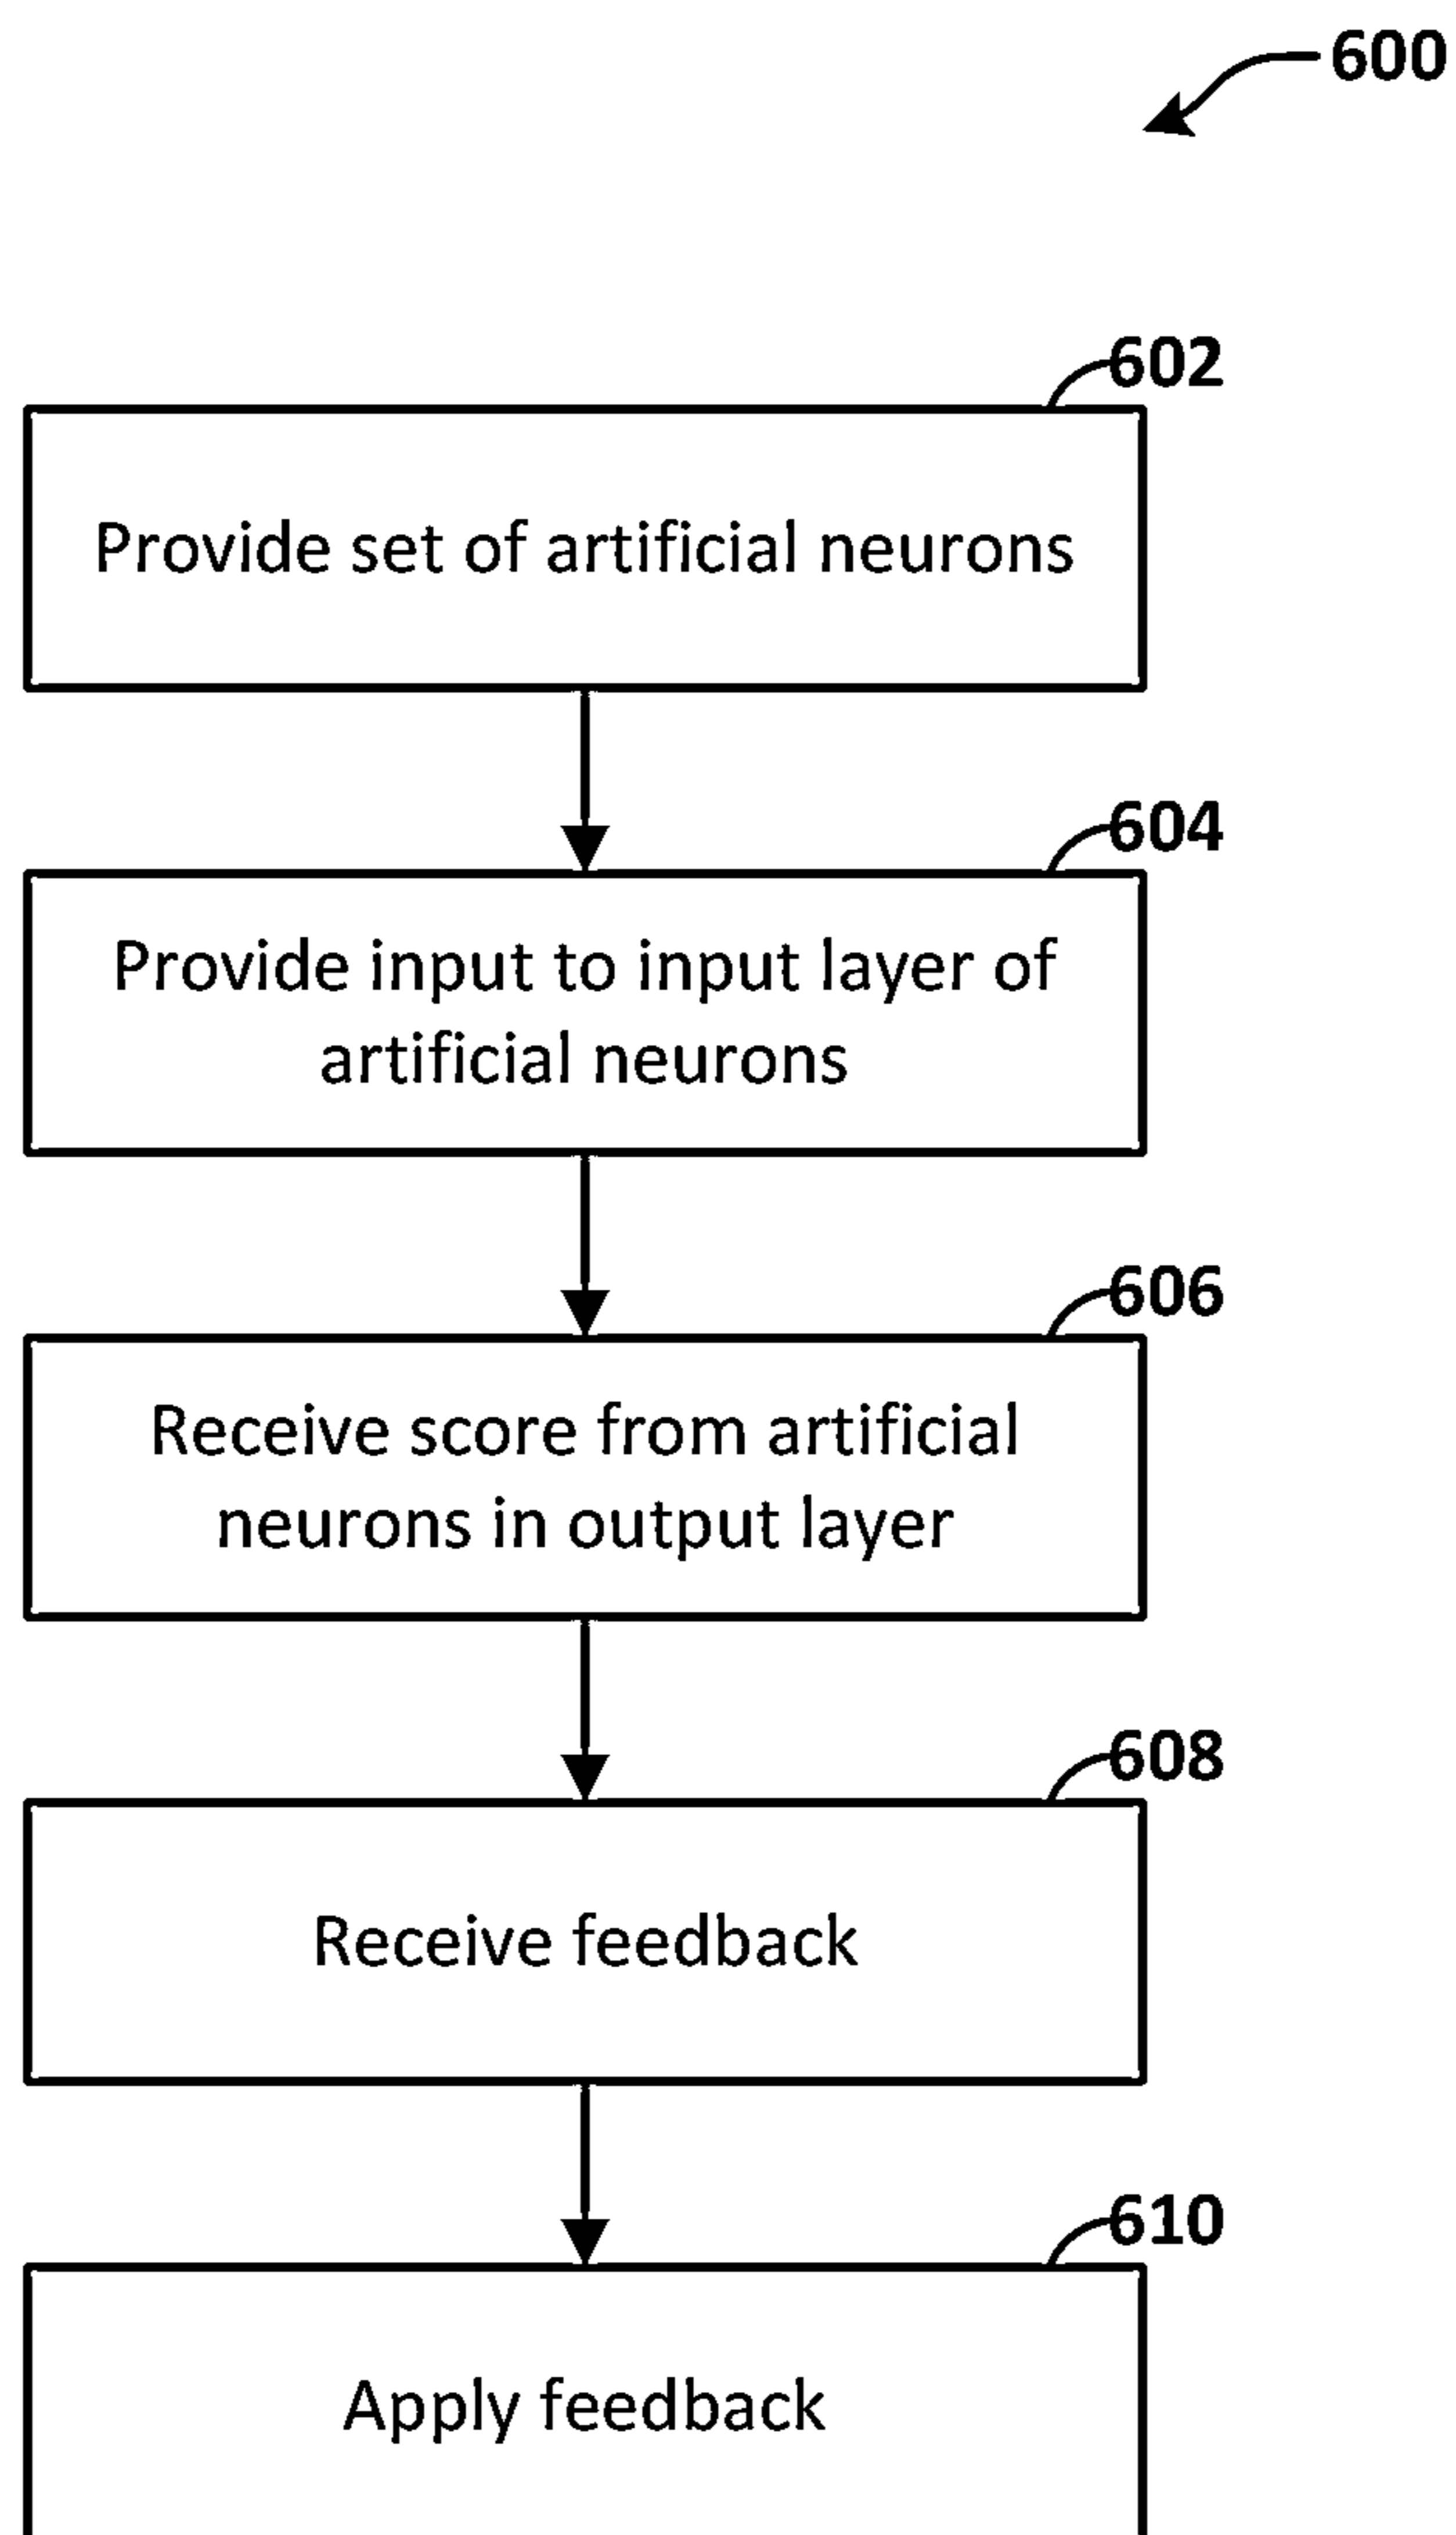 600
602
Provide set of artificial neurons
604
Provide input to input layer of
artificial neurons
606
Receive score from artificial
neurons in output layer
608
Receive feedback
610
Apply feedback